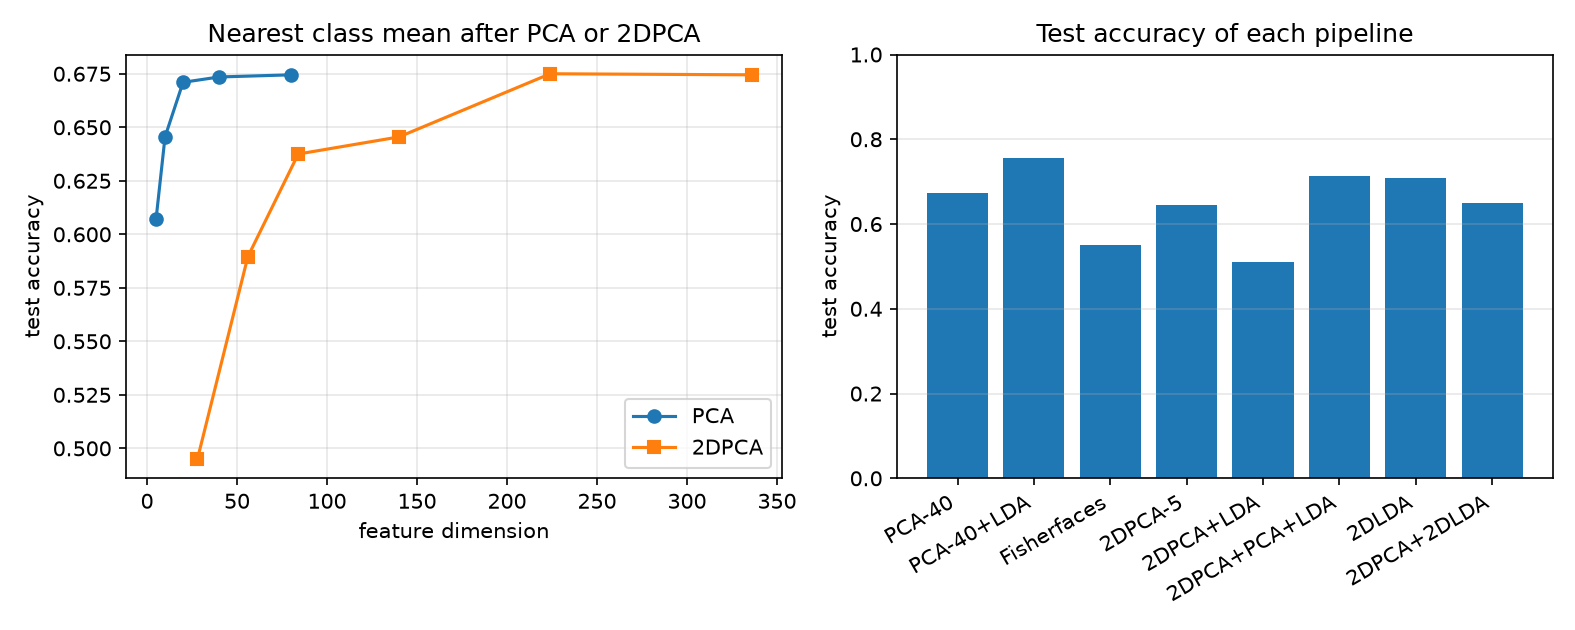 Nearest class mean after PCA or 2DPCA
test accuracy
0.675
0.650
0.625
0.600
0.575
0.550
0.525
0.500
0 50 100 150 200 250 300 350
feature dimension
PCA
2DPCA
Test accuracy of each pipeline
test accuracy
1.0
0.8
0.6
0.4
0.2
0.0
PCA-40
PCA-40+LDA
Fisherfaces
2DPCA-5
2DPCA+LDA
2DPCA+PCA+LDA
2DLDA
2DPCA+2DLDA